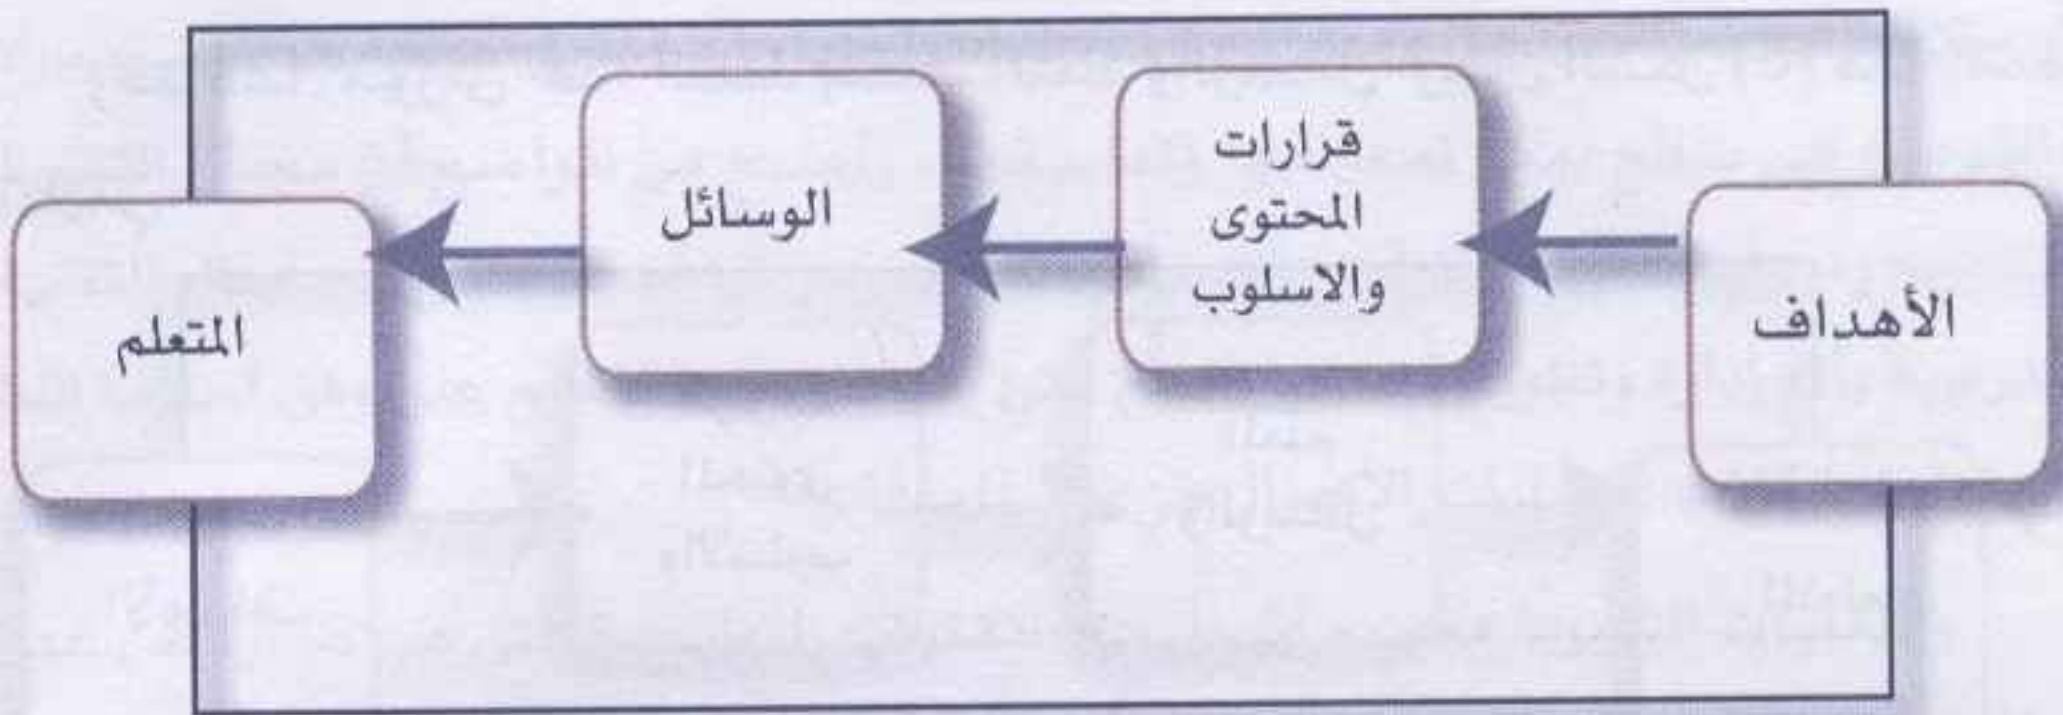 الأهداف
قرارات
المحتوى
والاسلوب
الوسائل
المتعلم